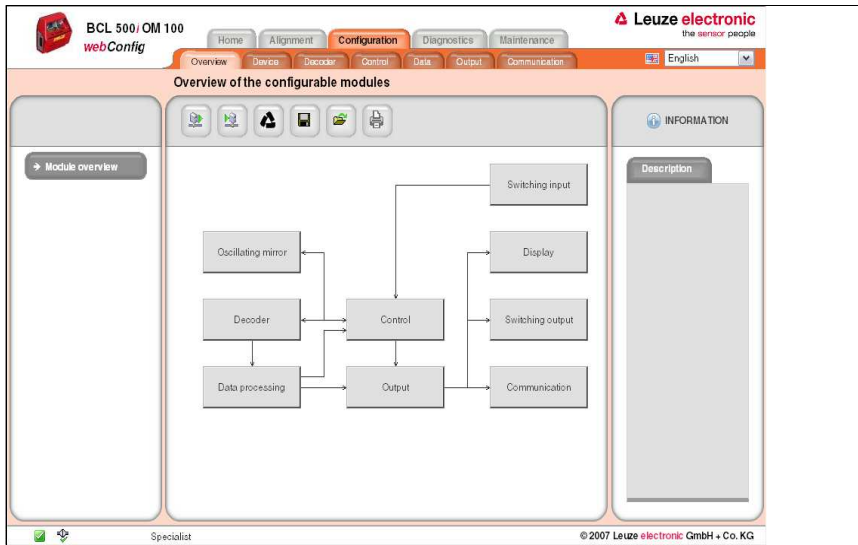 BCL 500i / OM 100
webConfig
Home
Alignment
Configuration
Diagnostics
Maintenance
Leuze electronic
the sensor people
Overview
Device
Decoder
Control
Data
Output
Communication
English
Overview of the configurable modules
INFORMATION
Module overview
Description
Switching input
Oscillating mirror
Display
Decoder
Control
Switching output
Data processing
Output
Communication
Specialist
© 2007 Leuze electronic GmbH + Co. KG